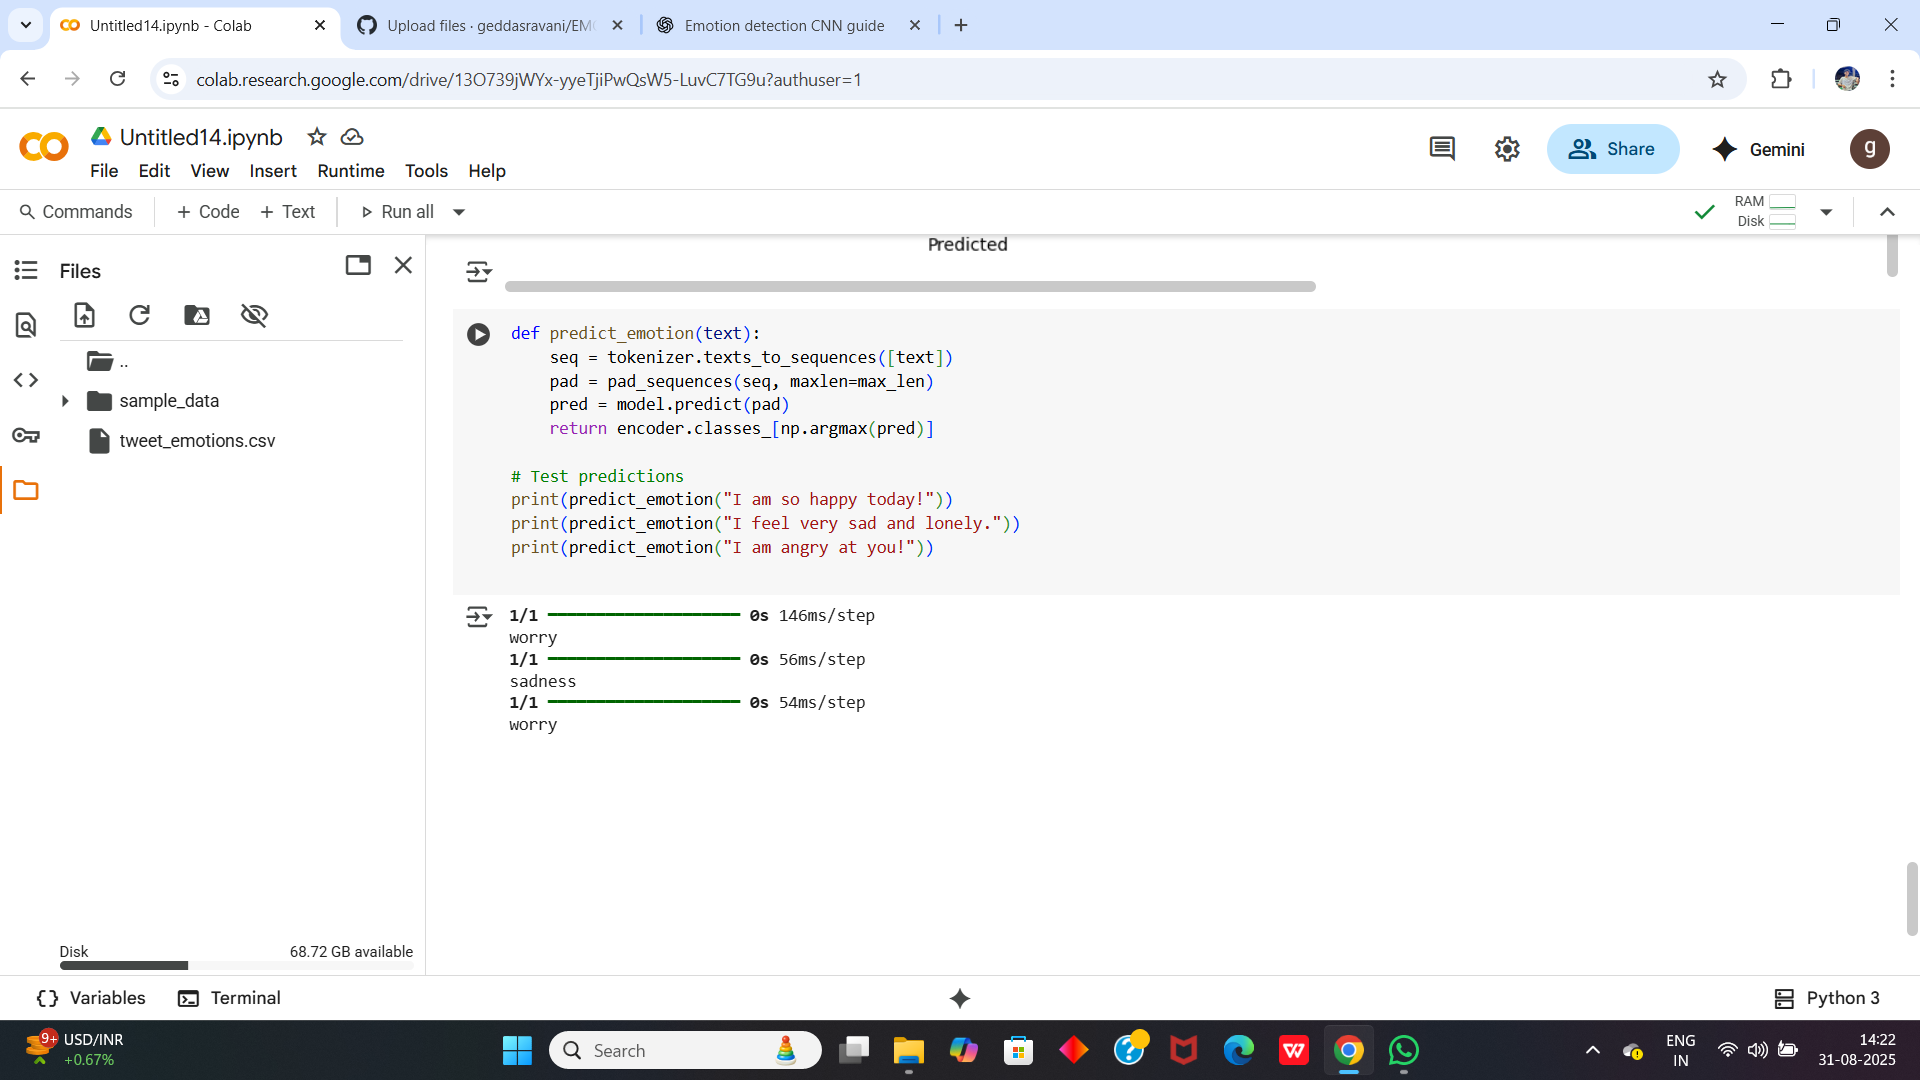 Untitled14.ipynb - Colab
Upload files · geddasravani/EMO
Emotion detection CNN guide
colab.research.google.com/drive/13O739jWYx-yyeTjiPwQsW5-LuvC7TG9u?authuser=1
Untitled14.ipynb
File Edit View Insert Runtime Tools Help
Share
Gemini
g
Commands
+ Code + Text
Run all
RAM
Disk
Files
..
sample_data
tweet_emotions.csv
Disk 68.72 GB available
Predicted
def predict_emotion(text):
    seq = tokenizer.texts_to_sequences([text])
    pad = pad_sequences(seq, maxlen=max_len)
    pred = model.predict(pad)
    return encoder.classes_[np.argmax(pred)]
# Test predictions
print(predict_emotion("I am so happy today!"))
print(predict_emotion("I feel very sad and lonely."))
print(predict_emotion("I am angry at you!"))
1/1 ━━━━━━━━━━━━━━━━━━━━ 0s 146ms/step
worry
1/1 ━━━━━━━━━━━━━━━━━━━━ 0s 56ms/step
sadness
1/1 ━━━━━━━━━━━━━━━━━━━━ 0s 54ms/step
worry
{} Variables
Terminal
Python 3
9+
USD/INR
+0.67%
Search
W
ENG
IN
14:22
31-08-2025